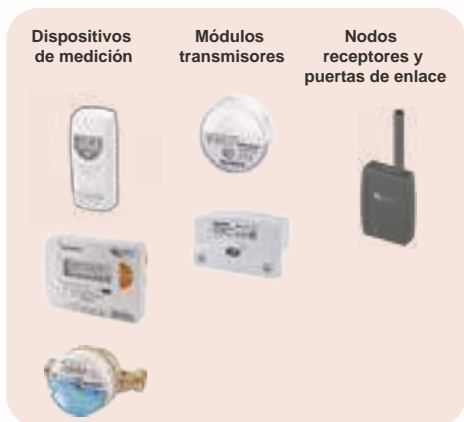 Dispositivos
de medición
Módulos
transmisores
Nodos
receptores y
puertas de enlace